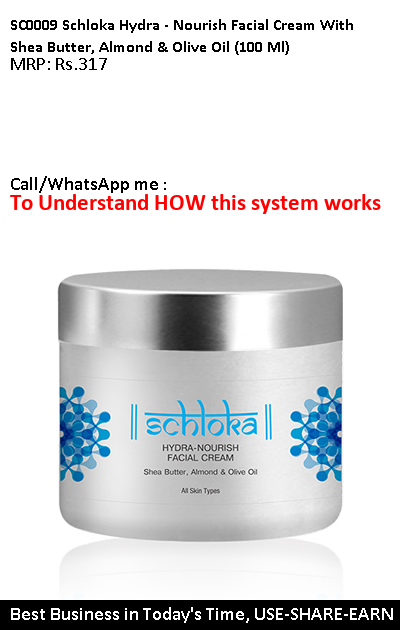 SC0009 Schloka Hydra - Nourish Facial Cream With
Shea Butter, Almond & Olive Oil (100 Ml)
MRP: Rs.317
Call/WhatsApp me :
To Understand HOW this system works
schloka
HYDRA-NOURISH
FACIAL CREAM
Shea Butter, Almond & Olive Oil
All Skin Types
Best Business in Today's Time, USE-SHARE-EARN